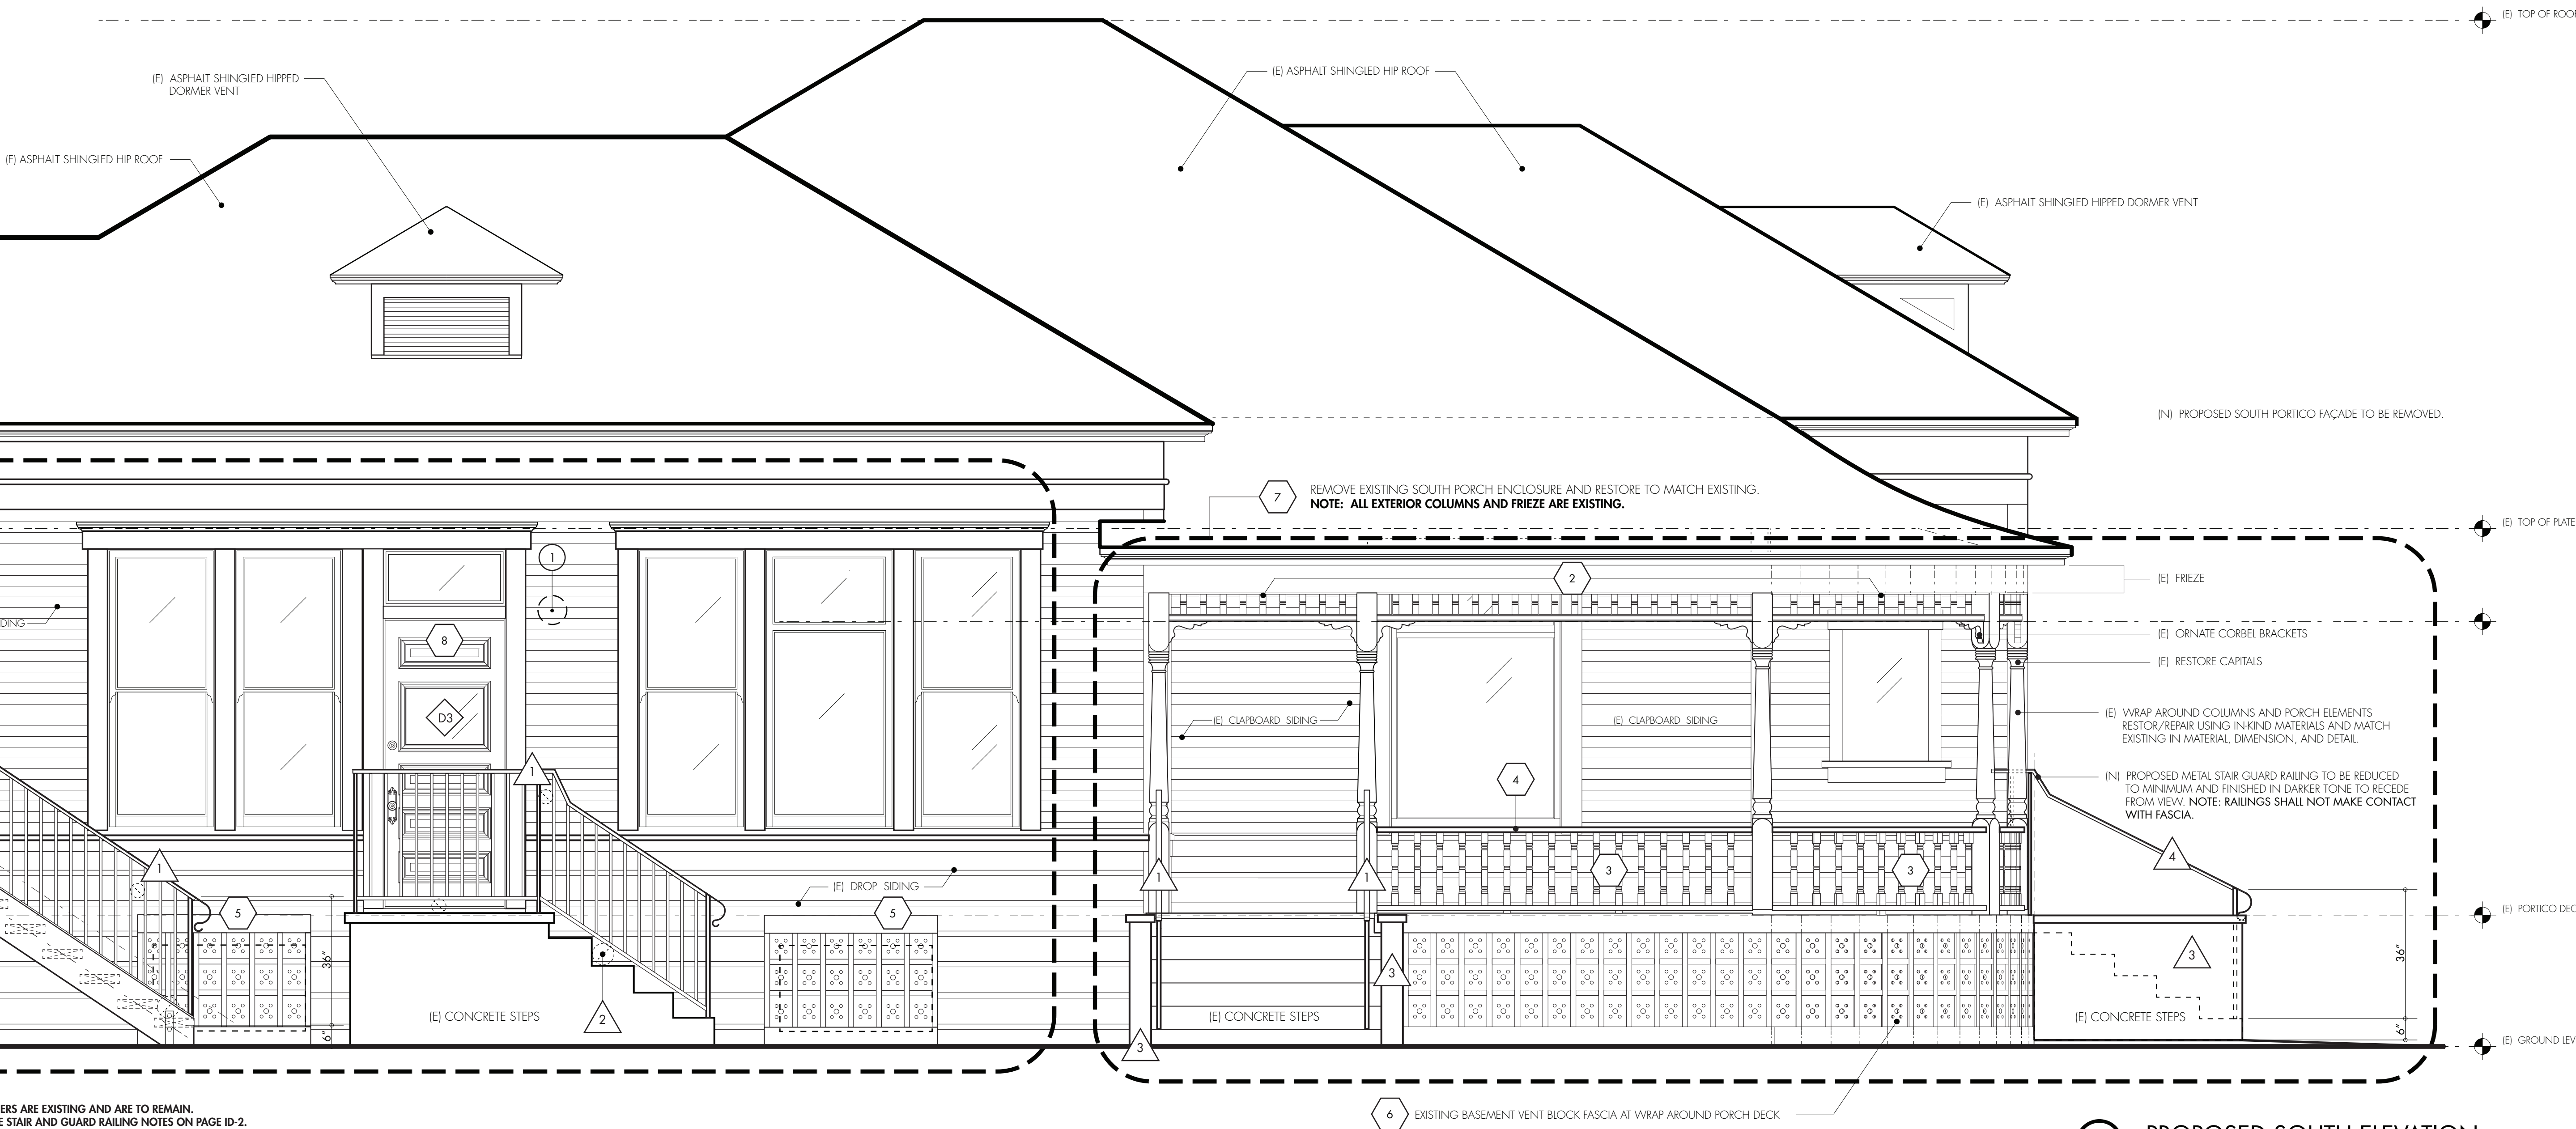 (E) TOP OF ROOF
(E) ASPHALT SHINGLED HIPPED
DORMER VENT
(E) ASPHALT SHINGLED HIP ROOF
(E) ASPHALT SHINGLED HIP ROOF
(E) ASPHALT SHINGLED HIPPED DORMER VENT
(N) PROPOSED SOUTH PORTICO FAÇADE TO BE REMOVED.
7
REMOVE EXISTING SOUTH PORCH ENCLOSURE AND RESTORE TO MATCH EXISTING.
NOTE: ALL EXTERIOR COLUMNS AND FRIEZE ARE EXISTING.
(E) TOP OF PLATE
1
2
(E) FRIEZE
IDING
8
(E) ORNATE CORBEL BRACKETS
(E) RESTORE CAPITALS
D3
(E) CLAPBOARD SIDING
(E) CLAPBOARD SIDING
(E) WRAP AROUND COLUMNS AND PORCH ELEMENTS
RESTOR/REPAIR USING IN-KIND MATERIALS AND MATCH
EXISTING IN MATERIAL, DIMENSION, AND DETAIL.
1
4
(N) PROPOSED METAL STAIR GUARD RAILING TO BE REDUCED
TO MINIMUM AND FINISHED IN DARKER TONE TO RECEDE
FROM VIEW. NOTE: RAILINGS SHALL NOT MAKE CONTACT
WITH FASCIA.
1
1
1
3
3
4
(E) DROP SIDING
5
5
(E) PORTICO DEC
36"
3
3
36"
(E) CONCRETE STEPS
2
(E) CONCRETE STEPS
(E) CONCRETE STEPS
6"
3
6"
(E) GROUND LEV
ERS ARE EXISTING AND ARE TO REMAIN.
E STAIR AND GUARD RAILING NOTES ON PAGE ID-2.
6
EXISTING BASEMENT VENT BLOCK FASCIA AT WRAP AROUND PORCH DECK
PROPOSED SOUTH ELEVATION